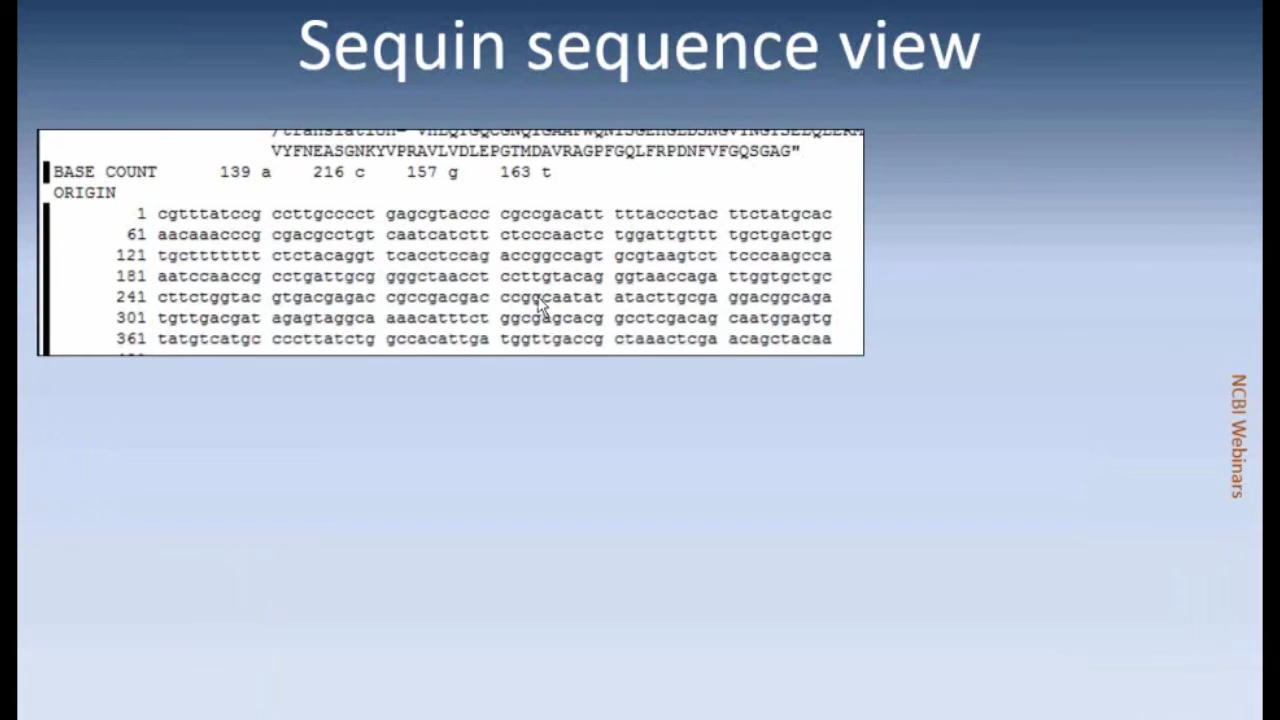 Sequin sequence view
VYFNEASGNKYVPRAVLVDLEPGTMDAVRAGPFGQLFRPDNFVFGQSGAG"
BASE COUNT 139 a 216 c 157 g 163 t
ORIGIN
1 cgtttatccg ccttgcccct gagcgtaccc cgccgacatt tttaccctac ttctatgcac
61 aacaaacccg cgacgcctgt caatcatctt ctcccaactc tggattgttt tgctgactgc
121 tgcttttttt ctctacaggt tcacctccag accggccagt gcgtaagtct tcccaagcca
181 aatccaaccg cctgattgcg gggctaacct ccttgtacag ggtaaccaga ttggtgctgc
241 cttctggtac gtgacgagac cgccgacgac ccggcaatat atacttgcga ggacggcaga
301 tgttgacgat agagtaggca aaacatttct ggcgagcacg gcctcgacag caatggagtg
361 tatgtcatgc cccttatctg gccacattga tggttgaccg ctaaactcga acagctacaa
NCBI Webinars